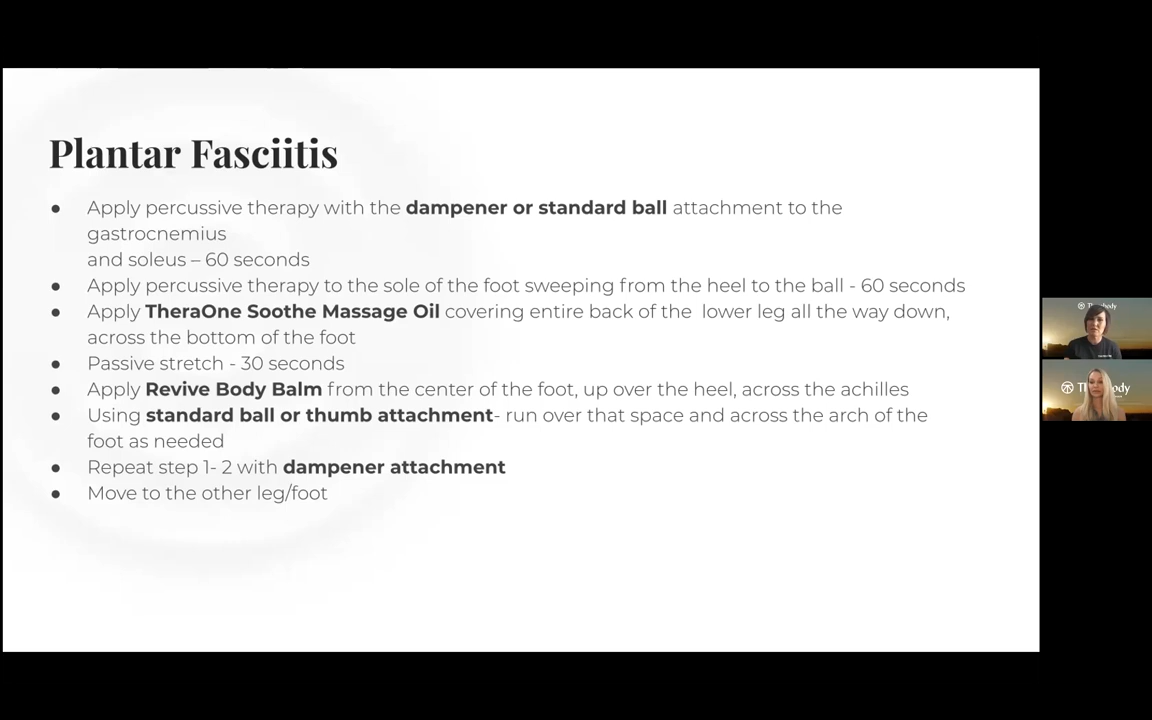 Plantar Fasciitis
● Apply percussive therapy with the dampener or standard ball attachment to the
gastrocnemius
and soleus – 60 seconds
● Apply percussive therapy to the sole of the foot sweeping from the heel to the ball - 60 seconds
● Apply TheraOne Soothe Massage Oil covering entire back of the lower leg all the way down,
across the bottom of the foot
● Passive stretch - 30 seconds
● Apply Revive Body Balm from the center of the foot, up over the heel, across the achilles
● Using standard ball or thumb attachment- run over that space and across the arch of the
foot as needed
● Repeat step 1- 2 with dampener attachment
● Move to the other leg/foot